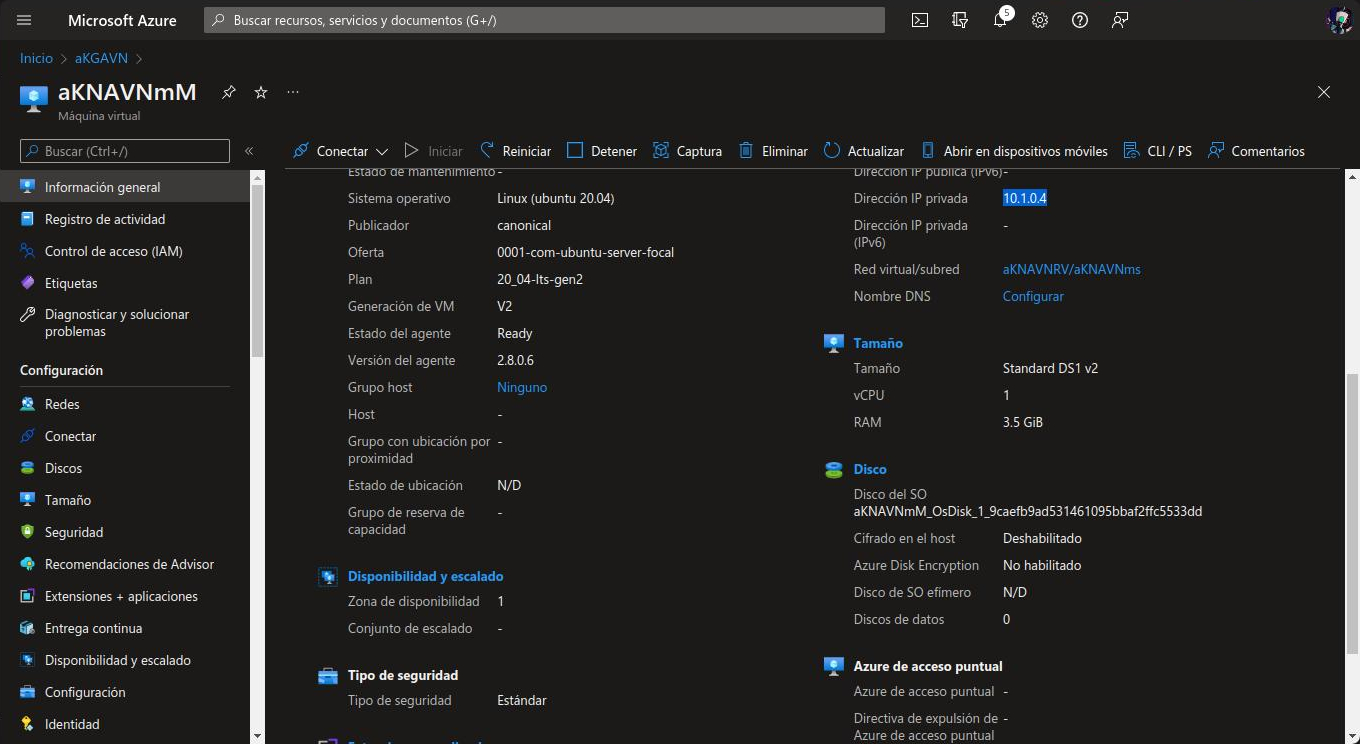 Microsoft Azure
Buscar recursos, servicios y documentos (G+/)
5
Inicio > aKGAVN >
aKNAVNmM
Máquina virtual
Buscar (Ctrl+/)
Conectar
Iniciar
Reiniciar
Detener
Captura
Eliminar
Actualizar
Abrir en dispositivos móviles
CLI / PS
Comentarios
Información general
Registro de actividad
Control de acceso (IAM)
Etiquetas
Diagnosticar y solucionar
problemas
Configuración
Redes
Conectar
Discos
Tamaño
Seguridad
Recomendaciones de Advisor
Extensiones + aplicaciones
Entrega continua
Disponibilidad y escalado
Configuración
Identidad
Estado de mantenimiento -
Sistema operativo Linux (ubuntu 20.04)
Publicador canonical
Oferta 0001-com-ubuntu-server-focal
Plan 20_04-lts-gen2
Generación de VM V2
Estado del agente Ready
Versión del agente 2.8.0.6
Grupo host Ninguno
Host -
Grupo con ubicación por -
proximidad
Estado de ubicación N/D
Grupo de reserva de -
capacidad
Disponibilidad y escalado
Zona de disponibilidad 1
Conjunto de escalado -
Tipo de seguridad
Tipo de seguridad Estándar
Dirección IP pública (IPv6) -
Dirección IP privada 10.1.0.4
Dirección IP privada -
(IPv6)
Red virtual/subred aKNAVNRV/aKNAVNms
Nombre DNS Configurar
Tamaño
Tamaño Standard DS1 v2
vCPU 1
RAM 3.5 GiB
Disco
Disco del SO
aKNAVNmM_OsDisk_1_9caefb9ad531461095bbaf2ffc5533dd
Cifrado en el host Deshabilitado
Azure Disk Encryption No habilitado
Disco de SO efímero N/D
Discos de datos 0
Azure de acceso puntual
Azure de acceso puntual -
Directiva de expulsión de -
Azure de acceso puntual